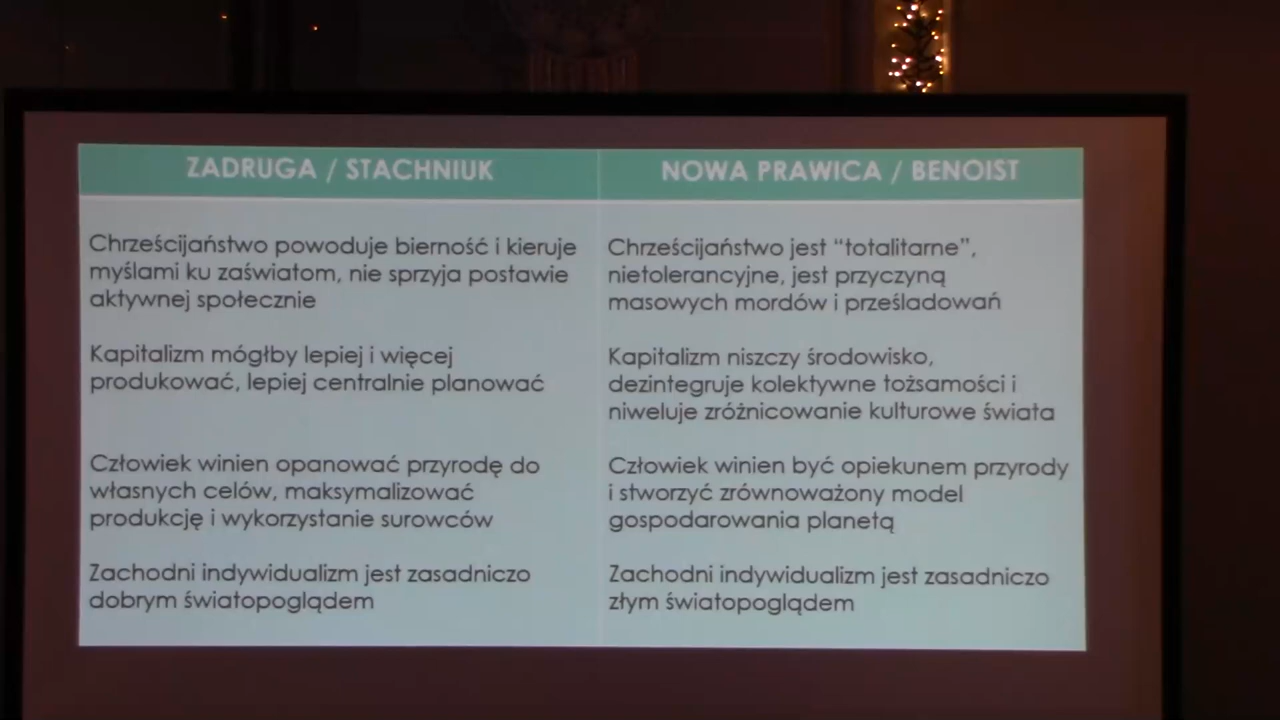 ZADRUGA / STACHNIUK
NOWA PRAWICA / BENOIST
Chrześcijaństwo powoduje bierność i kieruje
myślami ku zaświatom, nie sprzyja postawie
aktywnej społecznie
Chrześcijaństwo jest “totalitarne”,
nietolerancyjne, jest przyczyną
masowych mordów i prześladowań
Kapitalizm mógłby lepiej i więcej
produkować, lepiej centralnie planować
Kapitalizm niszczy środowisko,
dezintegruje kolektywne tożsamości i
niweluje zróżnicowanie kulturowe świata
Człowiek winien opanować przyrodę do
własnych celów, maksymalizować
produkcję i wykorzystanie surowców
Człowiek winien być opiekunem przyrody
i stworzyć zrównoważony model
gospodarowania planetą
Zachodni indywidualizm jest zasadniczo
dobrym światopoglądem
Zachodni indywidualizm jest zasadniczo
złym światopoglądem